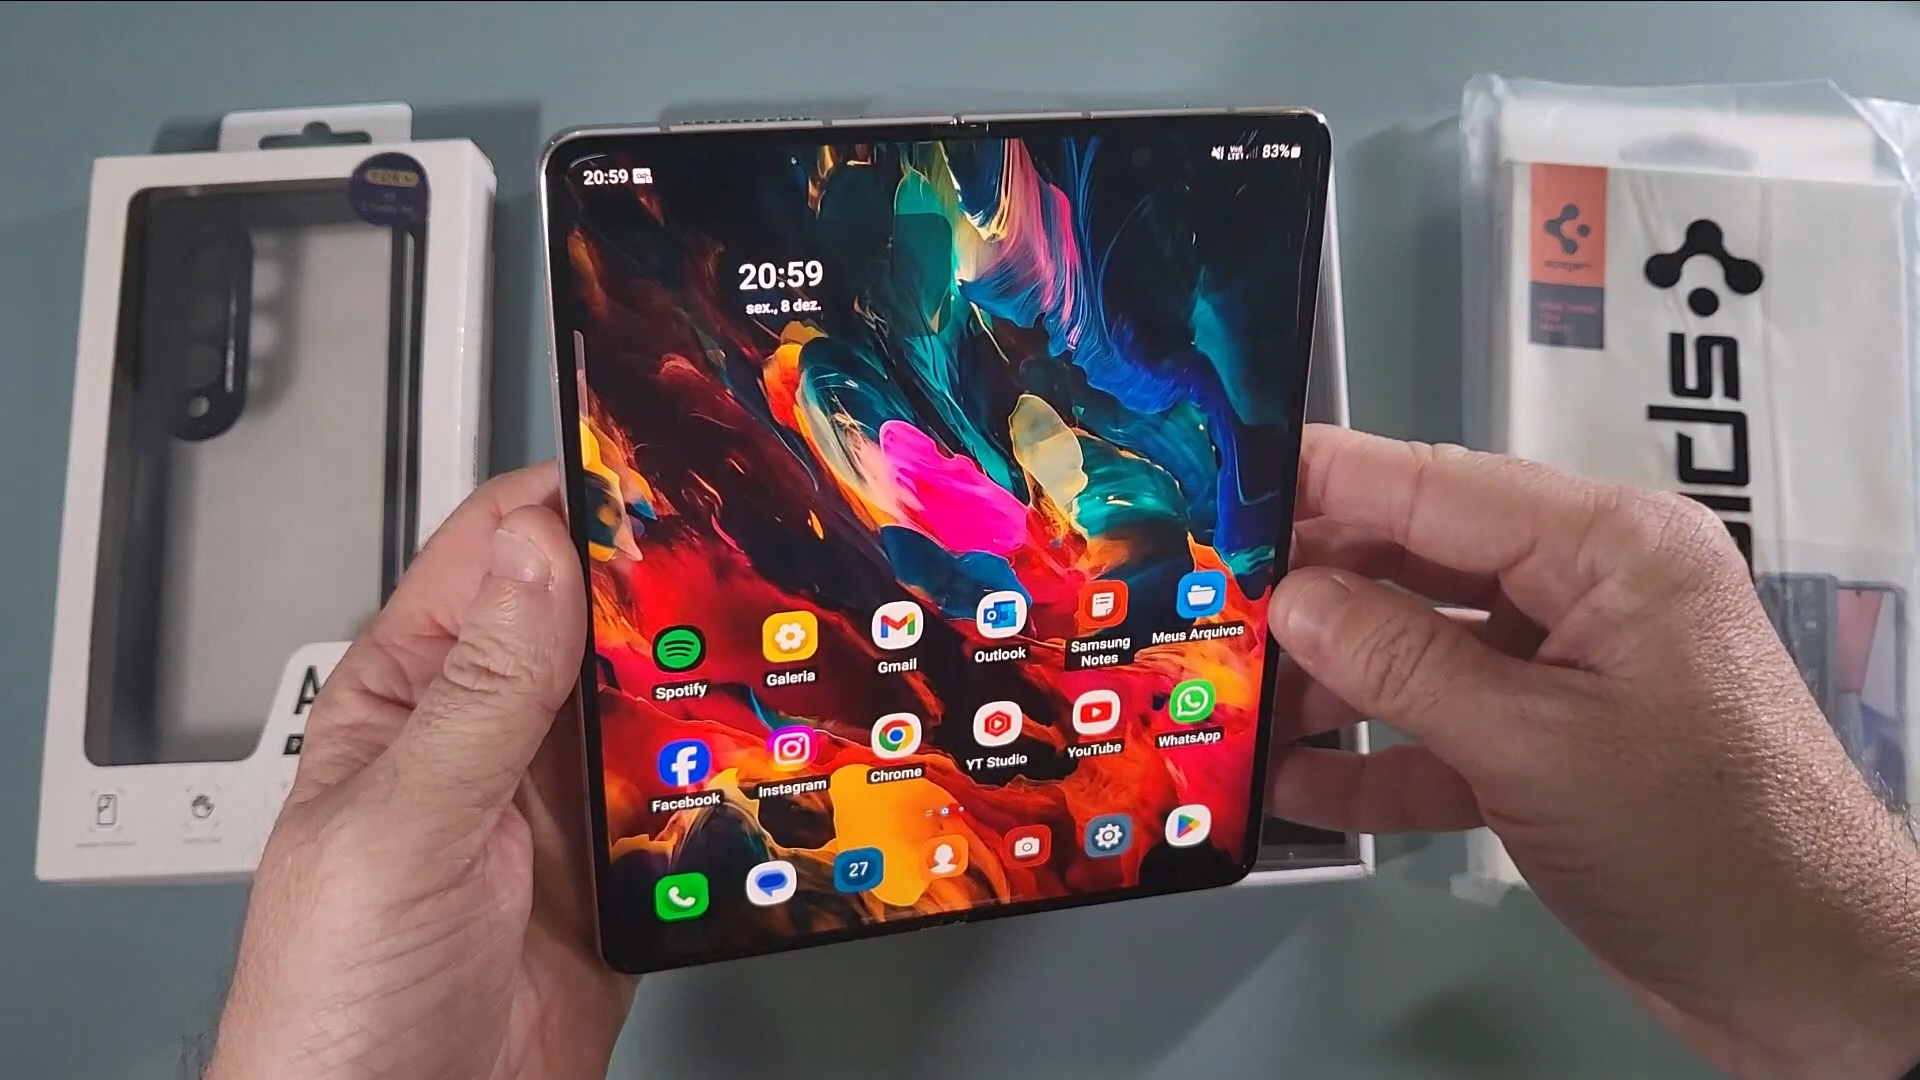 20:59
83%
20:59
sex., 8 dez.
Spotify
Galeria
Gmail
Outlook
Samsung
Notes
Meus Arquivos
Facebook
Instagram
Chrome
YT Studio
YouTube
WhatsApp
27
spigen